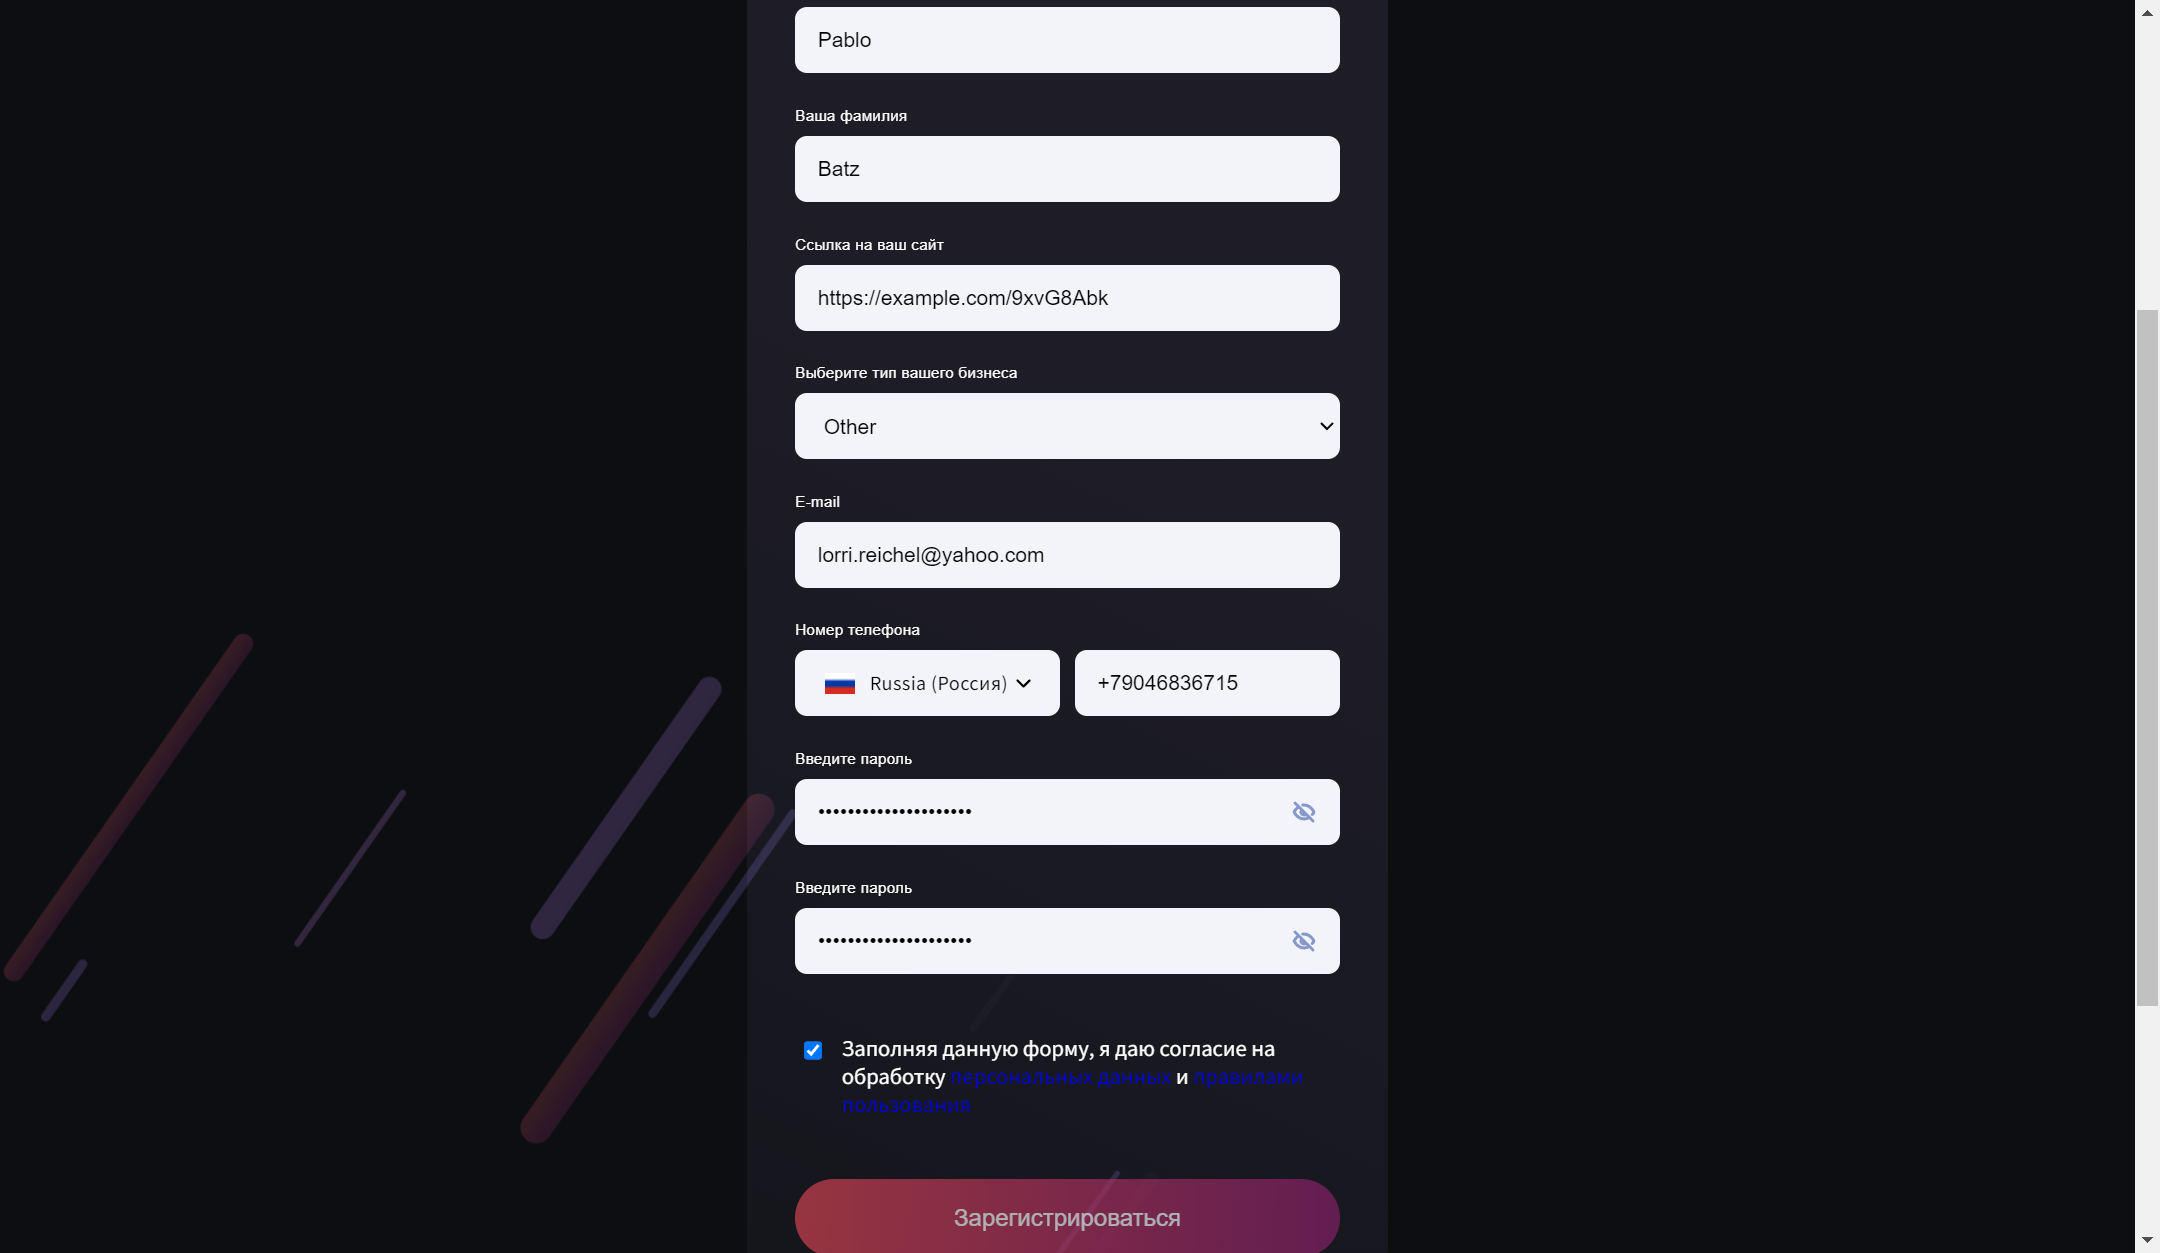 Pablo
Ваша фамилия
Batz
Ссылка на ваш сайт
https://example.com/9xvG8Abk
Выберите тип вашего бизнеса
Other
E-mail
lorri.reichel@yahoo.com
Номер телефона
Russia (Россия) +79046836715
Введите пароль
•••••••••••••••••••••
Введите пароль
•••••••••••••••••••••
Заполняя данную форму, я даю согласие на
обработку персональных данных и правилами
пользования
Зарегистрироваться